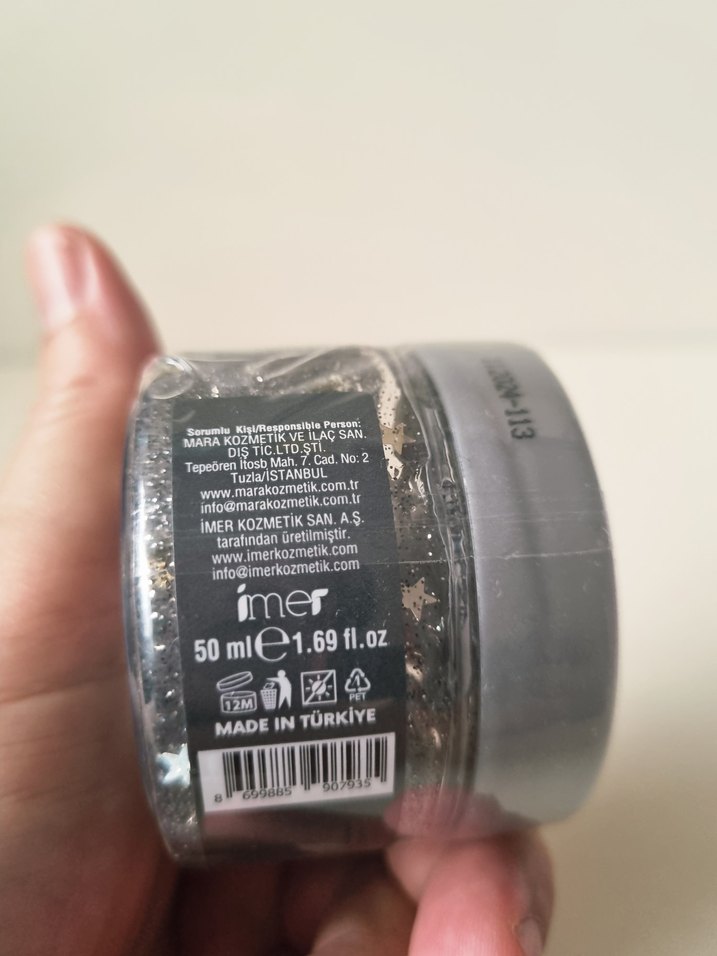 Sorumlu Kişi/Responsible Person:
MARA KOZMETİK VE İLAÇ SAN.
DIŞ TİC.LTD.ŞTİ.
Tepeören İtosb Mah. 7. Cad. No: 2
Tuzla/İSTANBUL
www.marakozmetik.com.tr
info@marakozmetik.com.tr
İMER KOZMETİK SAN. A.Ş.
tarafından üretilmiştir.
www.imerkozmetik.com
info@imerkozmetik.com
imer
50 ml e 1.69 fl.oz
12M
1
PET
MADE IN TÜRKİYE
8 699885 907935
2024-113